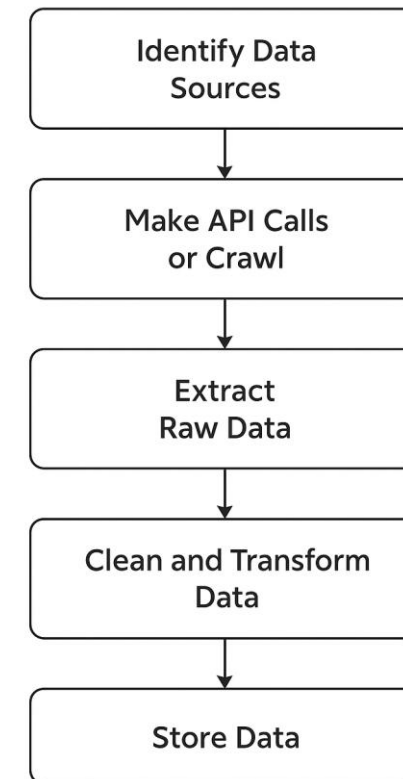 Identify Data
Sources
Make API Calls
or Crawl
Extract
Raw Data
Clean and Transform
Data
Store Data